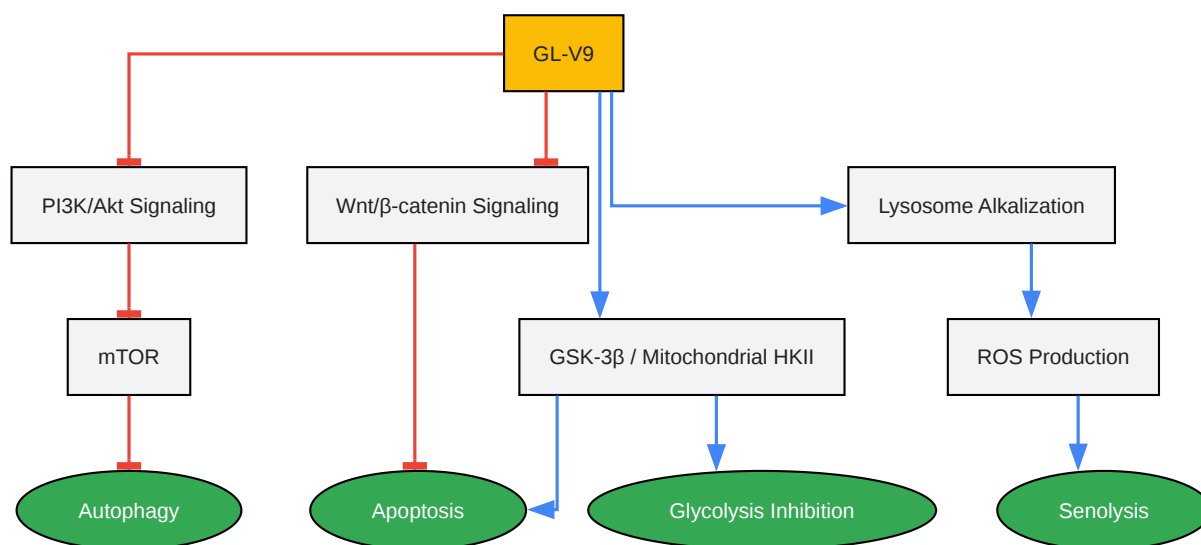 GL-V9
PI3K/Akt Signaling
Wnt/β-catenin Signaling
Lysosome Alkalization
mTOR
GSK-3β / Mitochondrial HKII
ROS Production
Autophagy
Apoptosis
Glycolysis Inhibition
Senolysis